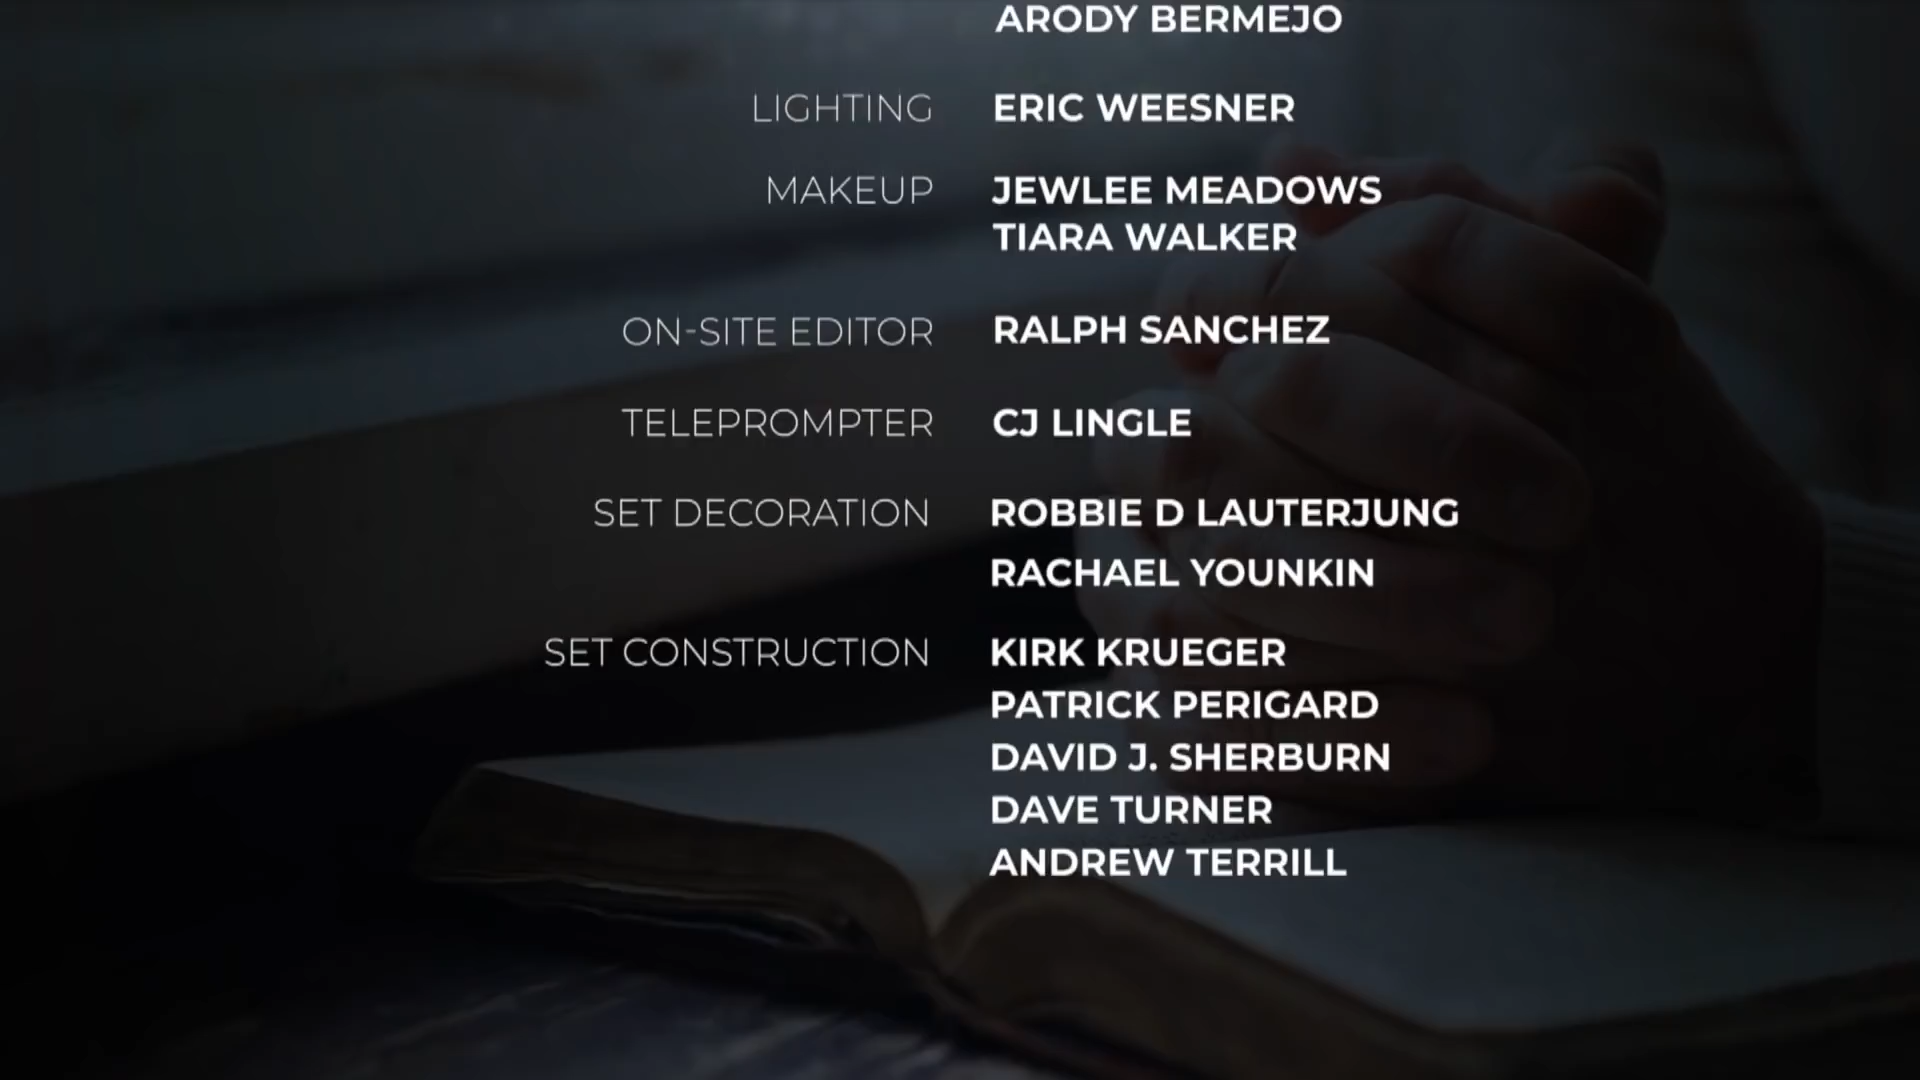 ARODY BERMEJO
LIGHTING ERIC WEESNER
MAKEUP JEWLEE MEADOWS
TIARA WALKER
ON-SITE EDITOR RALPH SANCHEZ
TELEPROMPTER CJ LINGLE
SET DECORATION ROBBIE D LAUTERJUNG
RACHAEL YOUNKIN
SET CONSTRUCTION KIRK KRUEGER
PATRICK PERIGARD
DAVID J. SHERBURN
DAVE TURNER
ANDREW TERRILL